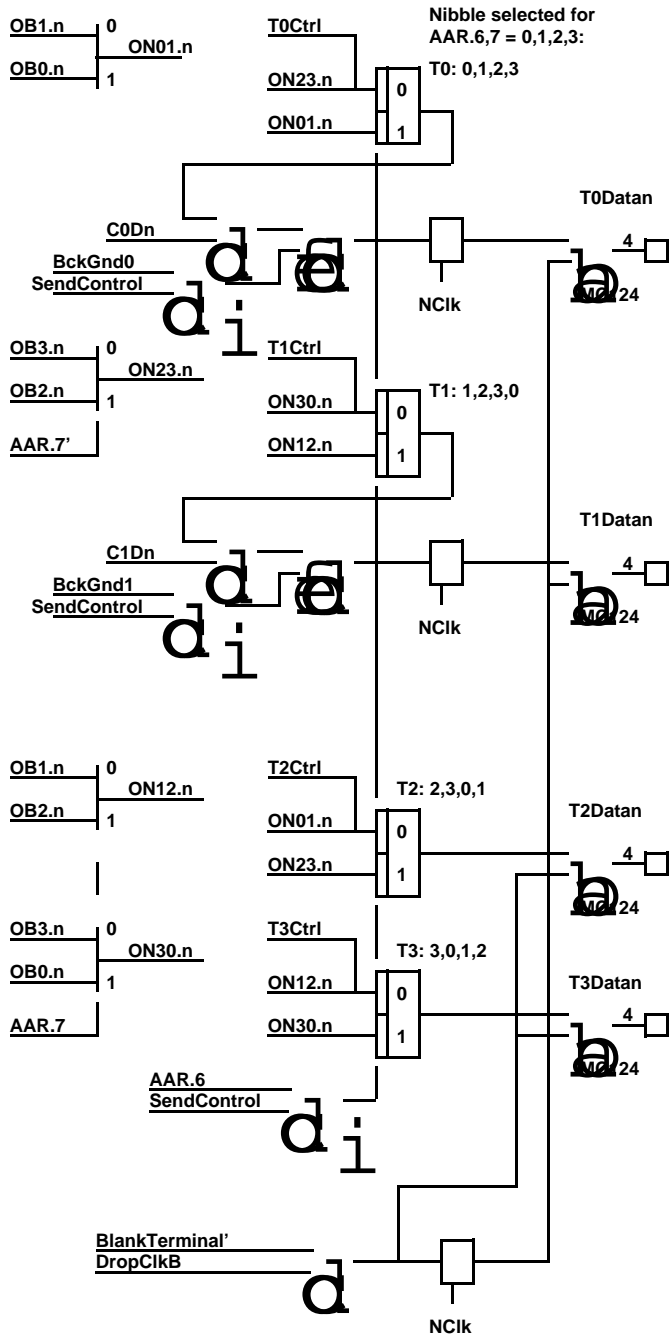 Nibble selected for
AAR.6,7 = 0,1,2,3:
OB1.n 0
ON01.n
OB0.n 1
T0Ctrl
ON23.n 0
ON01.n 1
T0: 0,1,2,3
C0Dn
BckGnd0
SendControl
d
d
i
a
e
NClk
T0Datan
4
24
OB3.n 0
ON23.n
OB2.n 1
AAR.7'
T1Ctrl
ON30.n 0
ON12.n 1
T1: 1,2,3,0
C1Dn
BckGnd1
SendControl
d
d
i
a
e
NClk
T1Datan
4
24
OB1.n 0
ON12.n
OB2.n 1
T2Ctrl
ON01.n 0
ON23.n 1
T2: 2,3,0,1
T2Datan
4
24
OB3.n 0
ON30.n
OB0.n 1
AAR.7
T3Ctrl
ON12.n 0
ON30.n 1
T3: 3,0,1,2
T3Datan
4
24
AAR.6
SendControl
d
i
BlankTerminal'
DropClkB
d
NClk